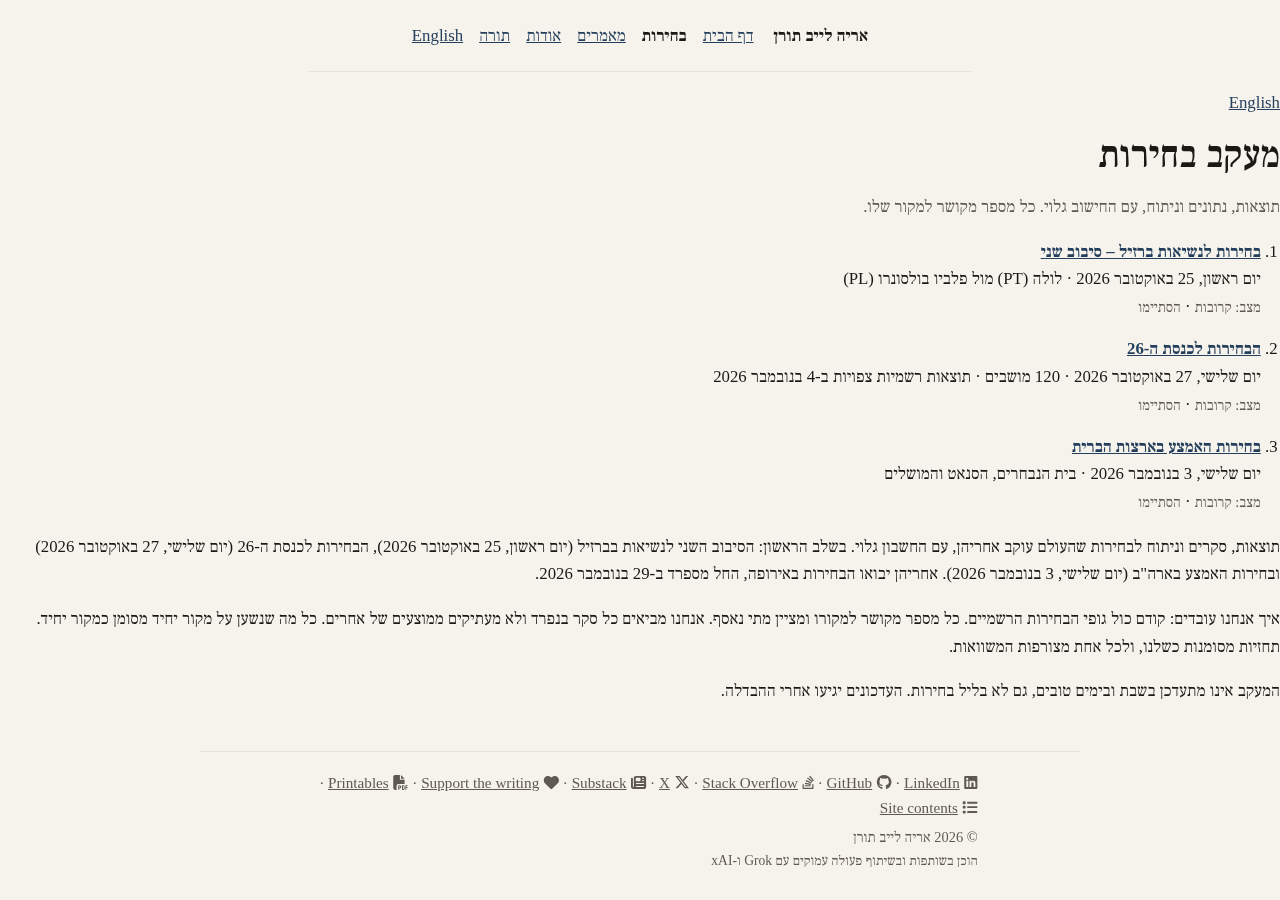 אריה לייב תורן דף הבית בחירות מאמרים אודות תורה English
English
מעקב בחירות
תוצאות, נתונים וניתוח, עם החישוב גלוי. כל מספר מקושר למקור שלו.
1. בחירות לנשיאות ברזיל – סיבוב שני
יום ראשון, 25 באוקטובר 2026 · לולה (PT) מול פלביו בולסונרו (PL)
מצב: קרובות · הסתיימו
2. הבחירות לכנסת ה-26
יום שלישי, 27 באוקטובר 2026 · 120 מושבים · תוצאות רשמיות צפויות ב-4 בנובמבר 2026
מצב: קרובות · הסתיימו
3. בחירות האמצע בארצות הברית
יום שלישי, 3 בנובמבר 2026 · בית הנבחרים, הסנאט והמושלים
מצב: קרובות · הסתיימו
תוצאות, סקרים וניתוח לבחירות שהעולם עוקב אחריהן, עם החשבון גלוי. בשלב הראשון: הסיבוב השני לנשיאות בברזיל (יום ראשון, 25 באוקטובר 2026), הבחירות לכנסת ה-26 (יום שלישי, 27 באוקטובר 2026)
ובחירות האמצע בארה"ב (יום שלישי, 3 בנובמבר 2026). אחריהן יבואו הבחירות באירופה, החל מספרד ב-29 בנובמבר 2026.
איך אנחנו עובדים: קודם כול גופי הבחירות הרשמיים. כל מספר מקושר למקורו ומציין מתי נאסף. אנחנו מביאים כל סקר בנפרד ולא מעתיקים ממוצעים של אחרים. כל מה שנשען על מקור יחיד מסומן כמקור יחיד.
תחזיות מסומנות כשלנו, ולכל אחת מצורפות המשוואות.
המעקב אינו מתעדכן בשבת ובימים טובים, גם לא בליל בחירות. העדכונים יגיעו אחרי ההבדלה.
LinkedIn · GitHub · Stack Overflow · X · Substack · Support the writing · Printables ·
Site contents
© 2026 אריה לייב תורן
הוכן בשותפות ובשיתוף פעולה עמוקים עם Grok ו-xAI